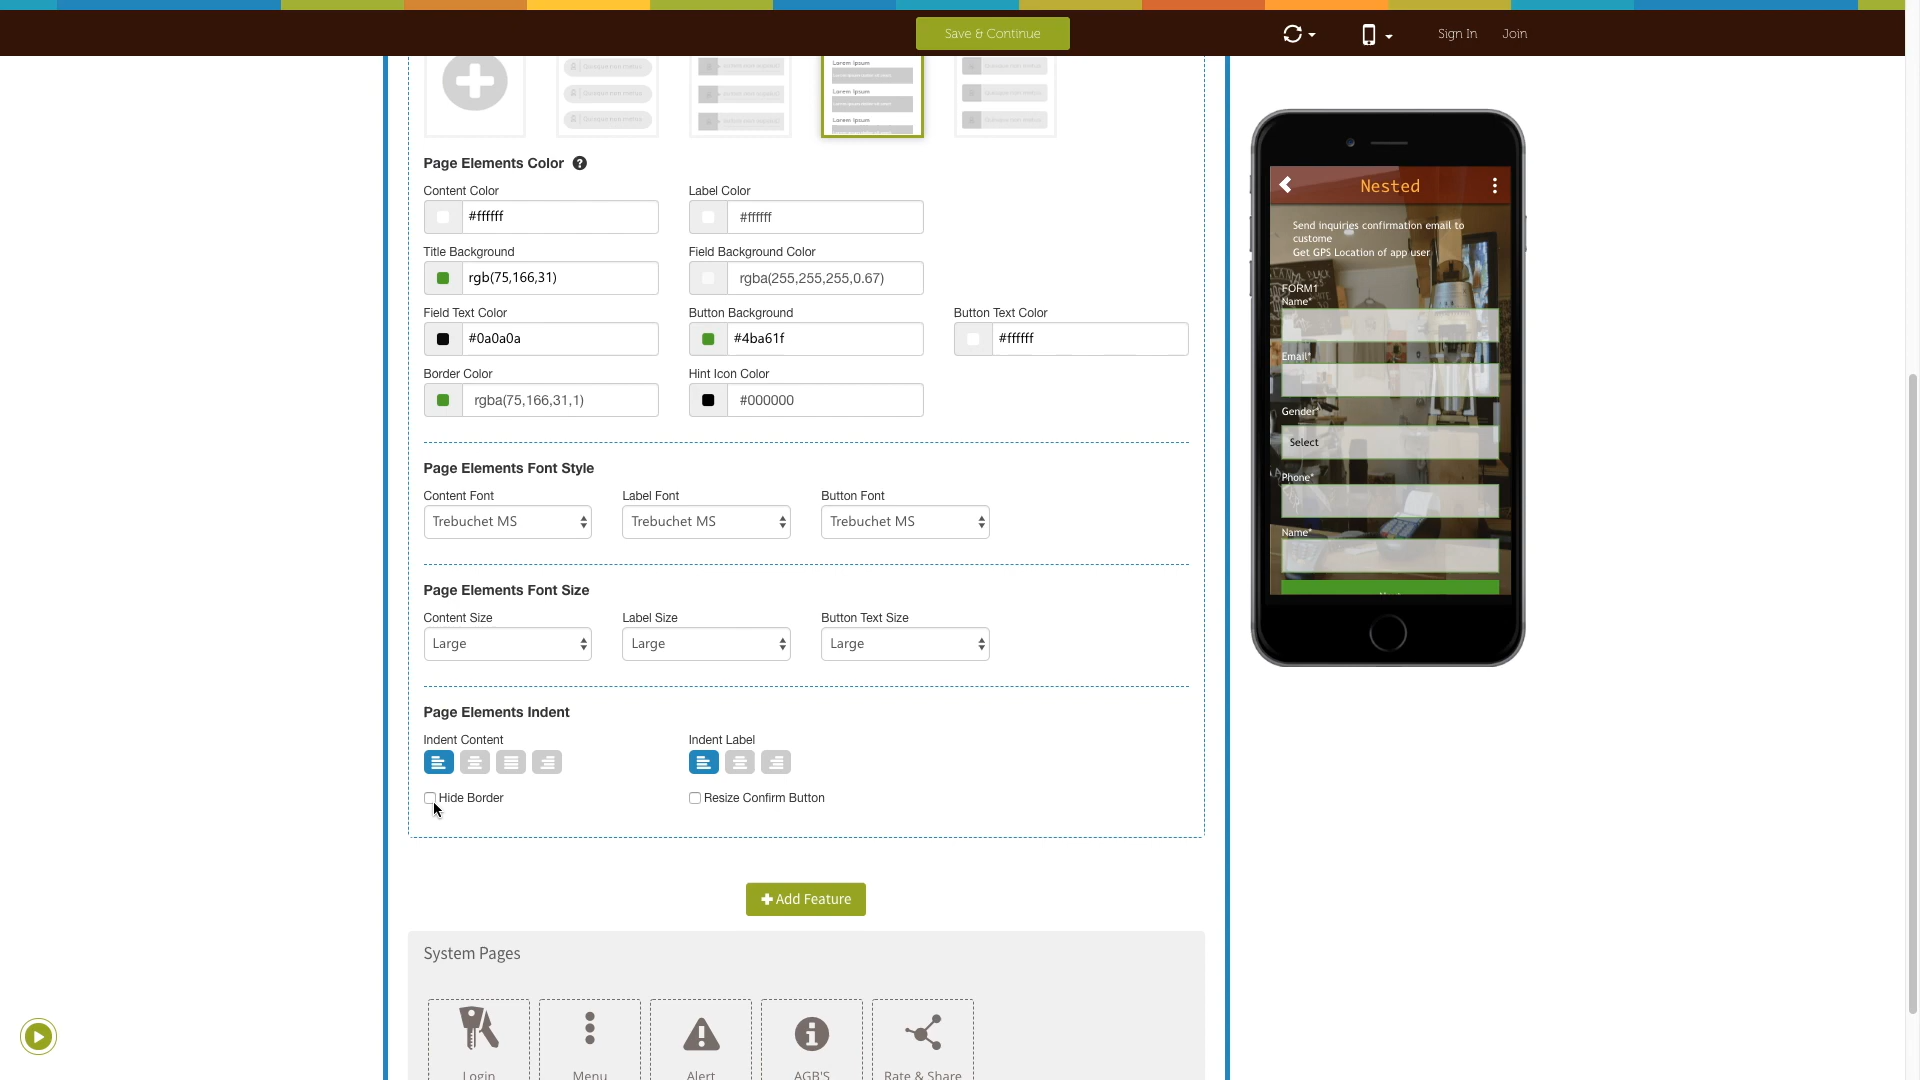 Save & Continue
Sign In
Join
Lorem Ipsum
Lorem Ipsum
Lorem Ipsum
Page Elements Color
Content Color
Label Color
#ffffff
#ffffff
Title Background
Field Background Color
rgb(75,166,31)
rgba(255,255,255,0.67)
Field Text Color
Button Background
Button Text Color
#0a0a0a
#4ba61f
#ffffff
Border Color
Hint Icon Color
rgba(75,166,31,1)
#000000
Page Elements Font Style
Content Font
Label Font
Button Font
Trebuchet MS
Trebuchet MS
Trebuchet MS
Page Elements Font Size
Content Size
Label Size
Button Text Size
Large
Large
Large
Page Elements Indent
Indent Content
Indent Label
Hide Border
Resize Confirm Button
Add Feature
System Pages
Login
Menu
Alert
AGB'S
Rate & Share
Nested
Send inquiries confirmation email to
custome
Get GPS Location of app user
FORM1
Name*
Email*
Gender*
Select
Phone*
Name*